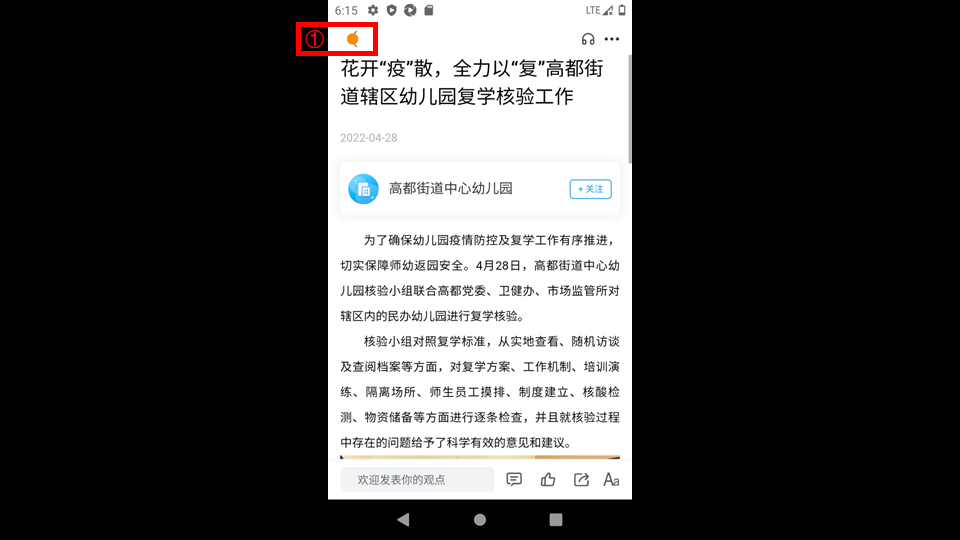 6:15
LTE
①
花开“疫”散，全力以“复”高都街
道辖区幼儿园复学核验工作
2022-04-28
高都街道中心幼儿园
+ 关注
为了确保幼儿园疫情防控及复学工作有序推进，
切实保障师幼返园安全。4月28日，高都街道中心幼
儿园核验小组联合高都党委、卫健办、市场监管所对
辖区内的民办幼儿园进行复学核验。
核验小组对照复学标准，从实地查看、随机访谈
及查阅档案等方面，对复学方案、工作机制、培训演
练、隔离场所、师生员工摸排、制度建立、核酸检
测、物资储备等方面进行逐条检查，并且就核验过程
中存在的问题给予了科学有效的意见和建议。
欢迎发表你的观点
Aa